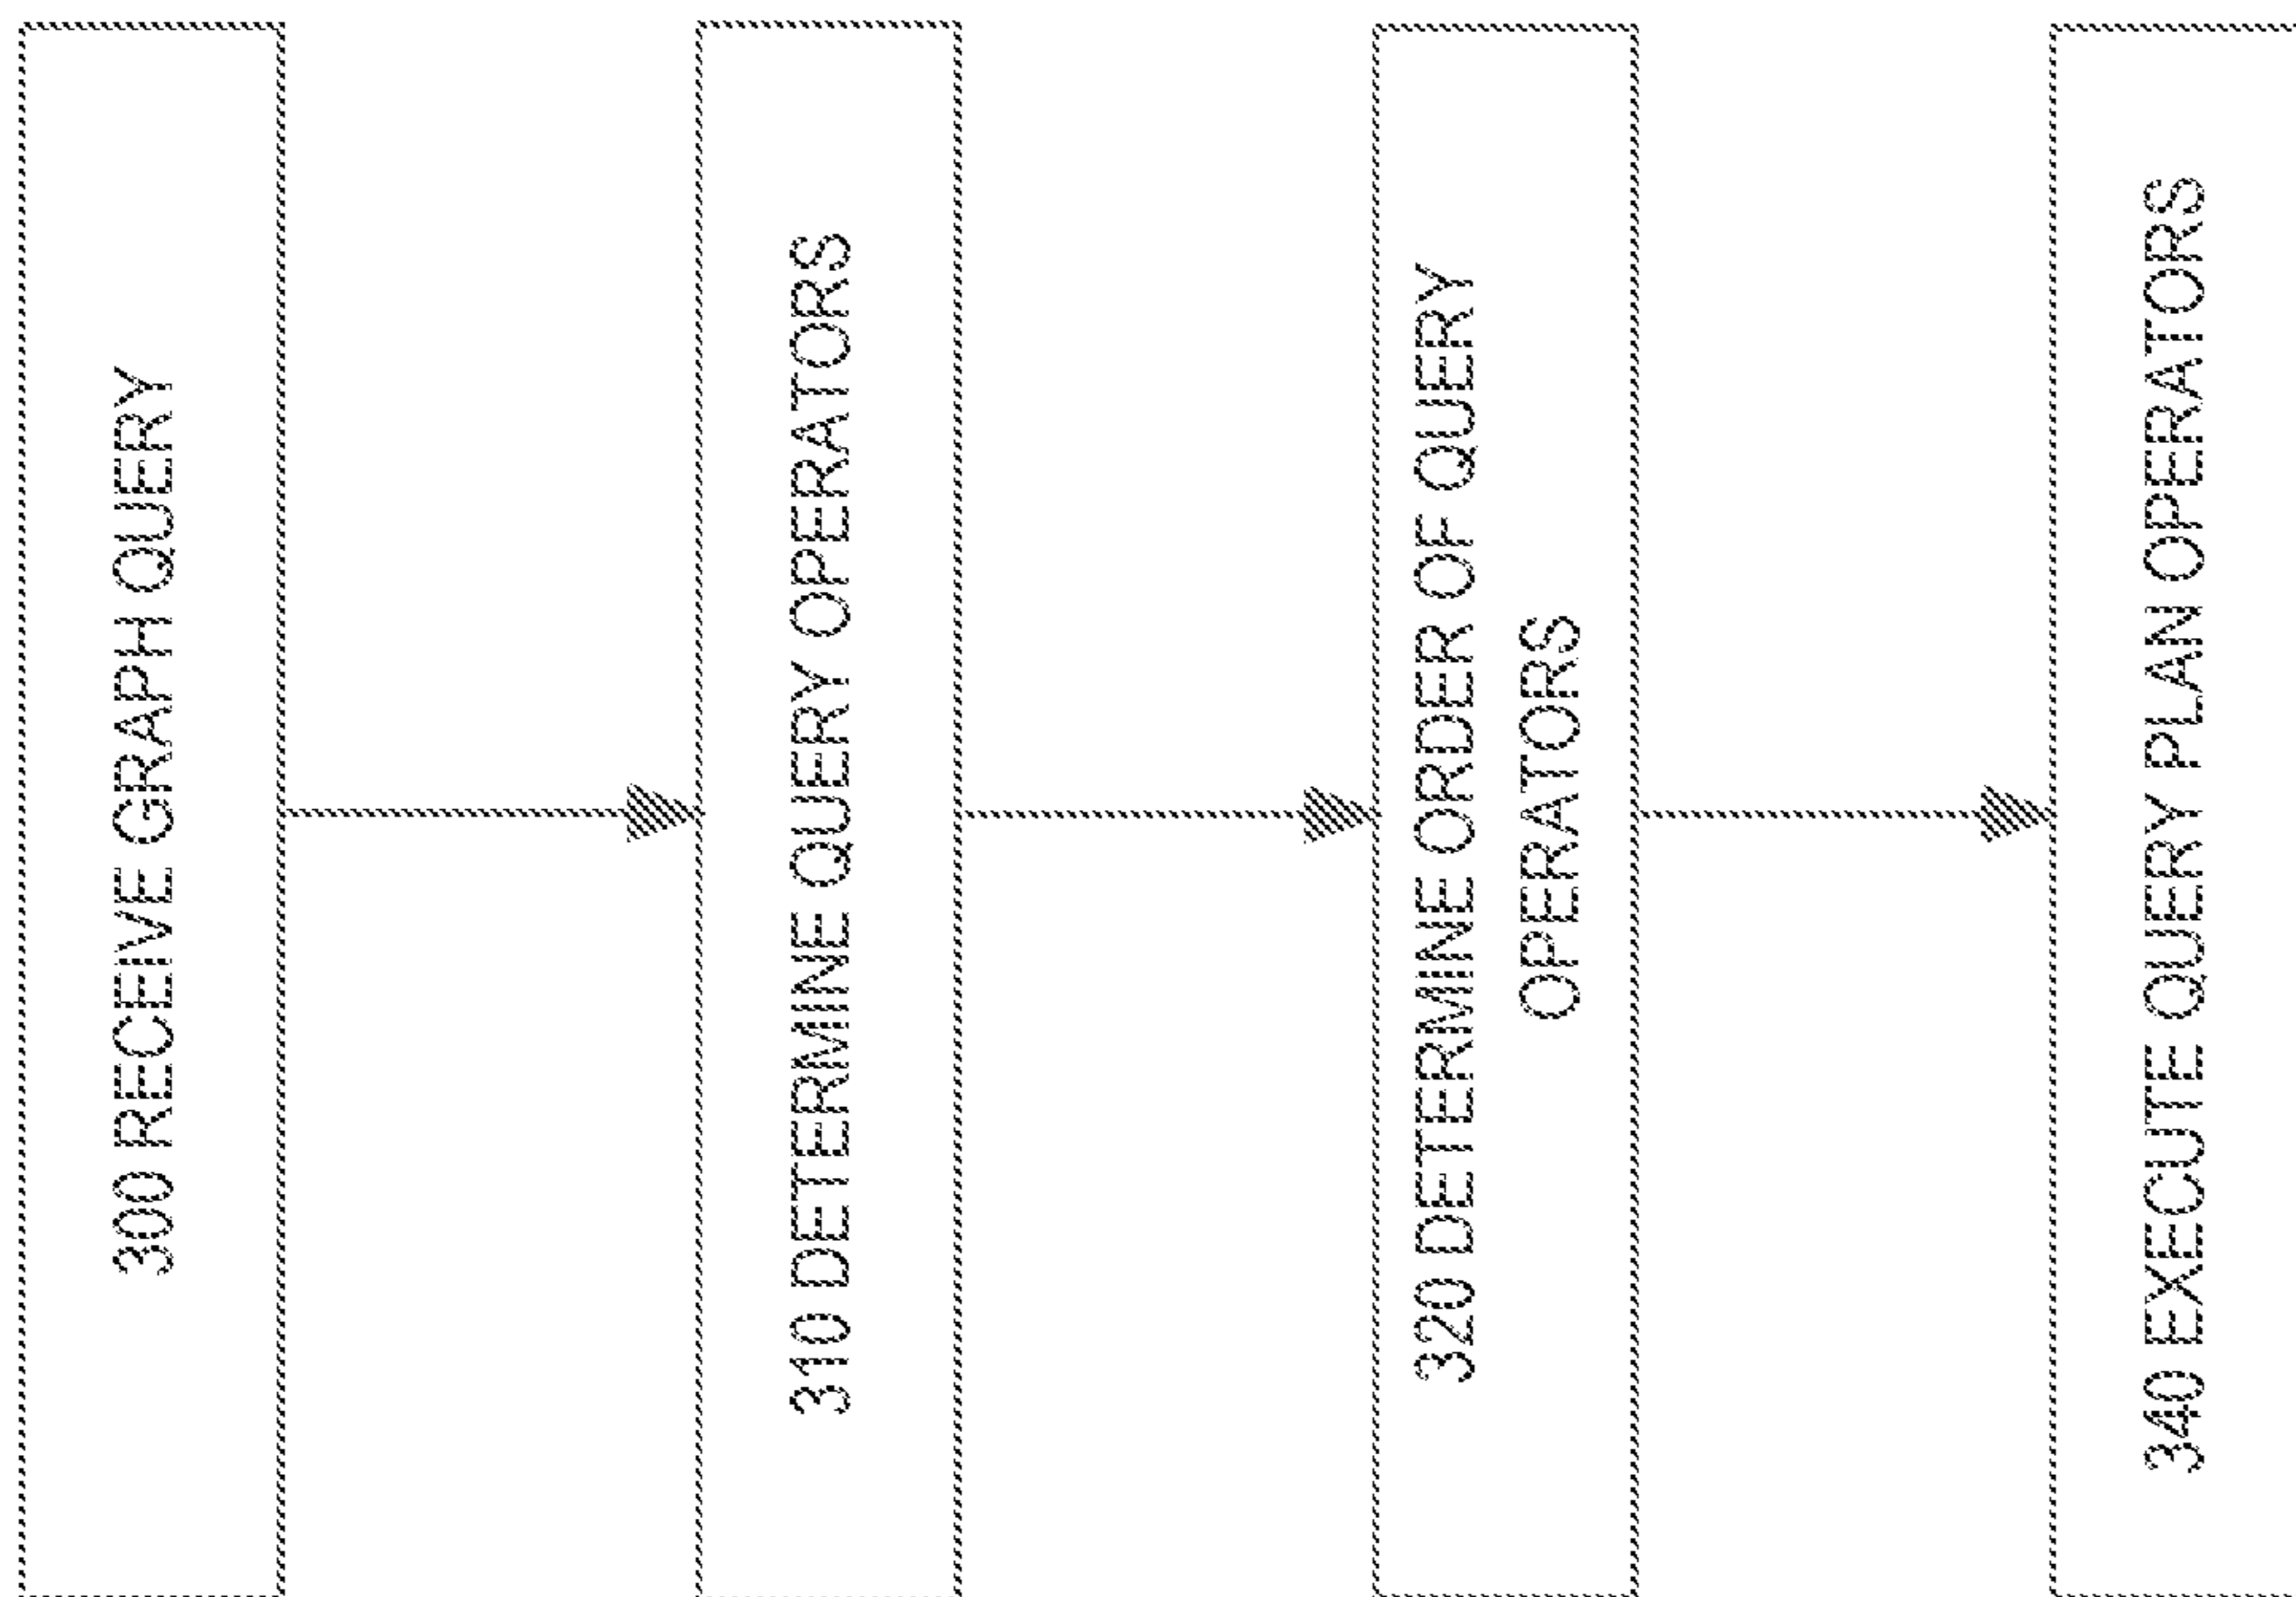 300 RECEIVE GRAPH QUERY
310 DETERMINE QUERY OPERATORS
320 DETERMINE ORDER OF QUERY
OPERATORS
340 EXECUTE QUERY PLAN OPERATORS